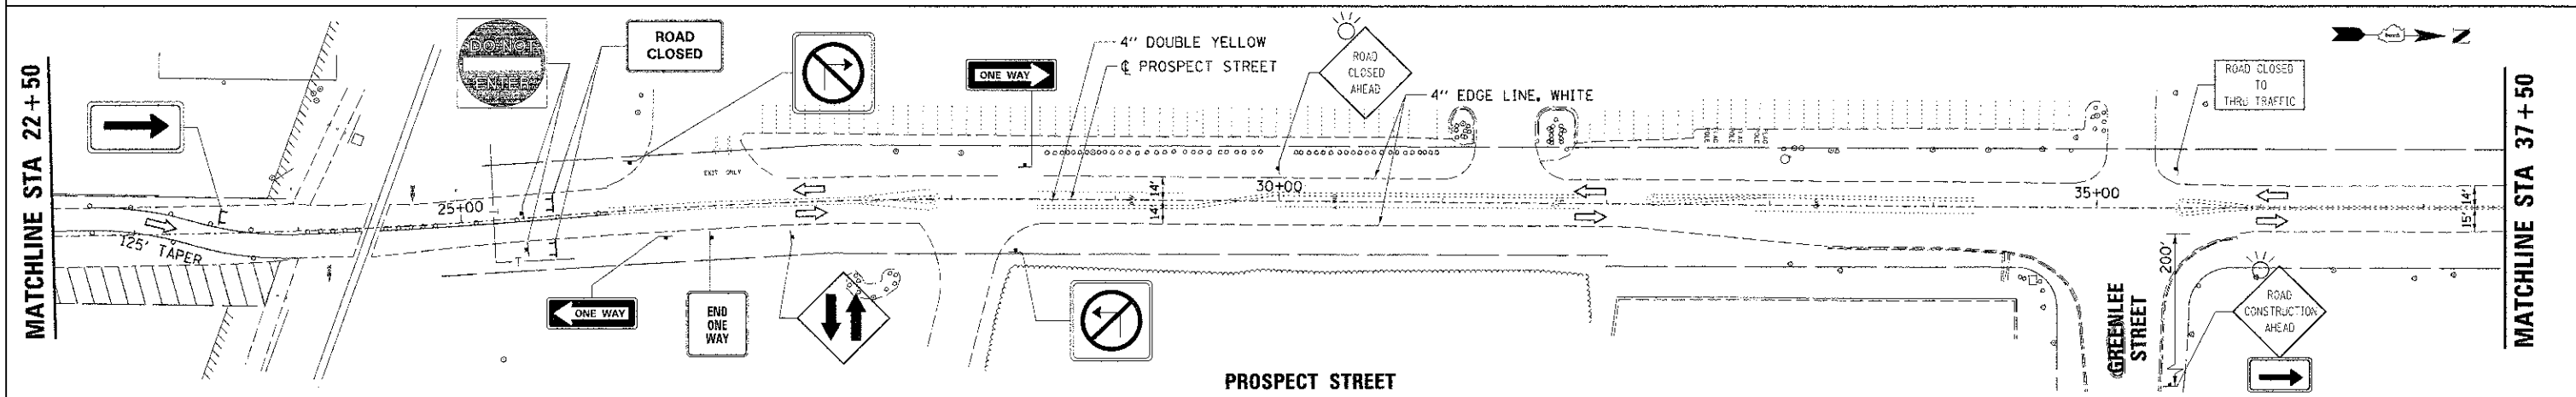 MATCHLINE STA 22+50
DO NOT
ENTER
ROAD
CLOSED
ONE WAY
4" DOUBLE YELLOW
℄ PROSPECT STREET
ROAD
CLOSED
AHEAD
4" EDGE LINE, WHITE
ROAD CLOSED
TO
THRU TRAFFIC
N
MATCHLINE STA 37+50
EXIT ONLY
25+00
30+00
35+00
14'
14'
14'
15'
125' TAPER
ONE WAY
END
ONE
WAY
200'
GREENLEE
STREET
ROAD
CONSTRUCTION
AHEAD
PROSPECT STREET